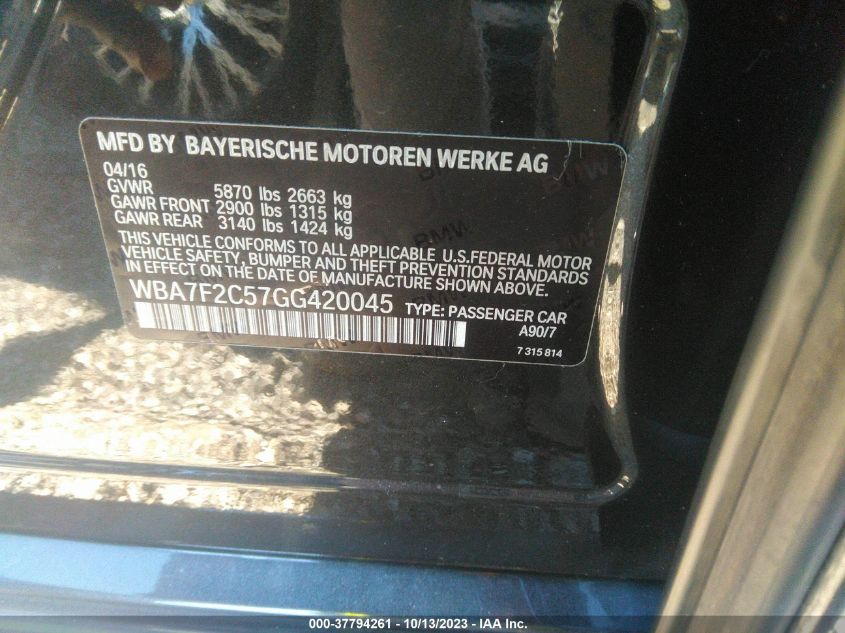 MFD BY BAYERISCHE MOTOREN WERKE AG
04/16
GVWR 5870 lbs 2663 kg
GAWR FRONT 2900 lbs 1315 kg
GAWR REAR 3140 lbs 1424 kg
THIS VEHICLE CONFORMS TO ALL APPLICABLE U.S.FEDERAL MOTOR
VEHICLE SAFETY, BUMPER AND THEFT PREVENTION STANDARDS
IN EFFECT ON THE DATE OF MANUFACTURE SHOWN ABOVE.
WBA7F2C57GG420045 TYPE: PASSENGER CAR
A90/7
7 315 814
BMW
BMW
BMW
000-37794261 - 10/13/2023 - IAA Inc.